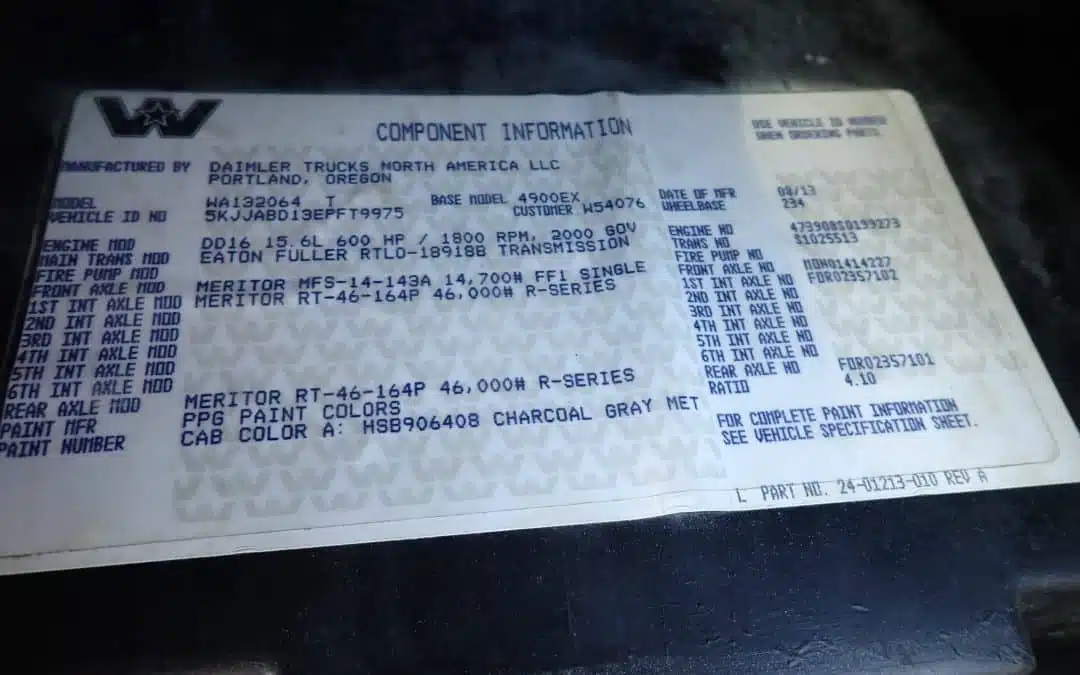 COMPONENT INFORMATION
USE VEHICLE ID NUMBER
WHEN ORDERING PARTS.
MANUFACTURED BY DAIMLER TRUCKS NORTH AMERICA LLC
PORTLAND, OREGON
MODEL WA132064 T BASE MODEL 4900EX DATE OF MFR 08/13
VEHICLE ID NO 5KJJABD13EPFT9975 CUSTOMER W54076 WHEELBASE 234
ENGINE MOD DD16 15.6L 600 HP / 1800 RPM, 2000 GOV ENGINE NO 473908S0199273
MAIN TRANS MOD EATON FULLER RTLO-18918B TRANSMISSION TRANS NO S1025513
FIRE PUMP MOD FIRE PUMP NO
FRONT AXLE MOD MERITOR MFS-14-143A 14,700# FF1 SINGLE FRONT AXLE NO
1ST INT AXLE MOD MERITOR RT-46-164P 46,000# R-SERIES 1ST INT AXLE NO FOR02357102
2ND INT AXLE MOD 2ND INT AXLE NO
3RD INT AXLE MOD 3RD INT AXLE NO
4TH INT AXLE MOD 4TH INT AXLE NO
5TH INT AXLE MOD 5TH INT AXLE NO
6TH INT AXLE MOD 6TH INT AXLE NO
REAR AXLE MOD MERITOR RT-46-164P 46,000# R-SERIES REAR AXLE NO FOR02357101
RATIO 4.10
PAINT MFR PPG PAINT COLORS
PAINT NUMBER CAB COLOR A: HSB906408 CHARCOAL GRAY MET
FOR COMPLETE PAINT INFORMATION
SEE VEHICLE SPECIFICATION SHEET.
L PART NO. 24-01213-010 REV A